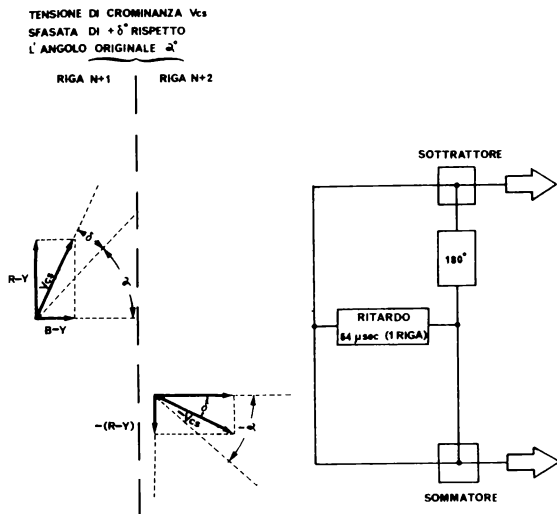 TENSIONE DI CROMINANZA Vcs
SFASATA DI +δ° RISPETTO
L'ANGOLO ORIGINALE α°
RIGA N+1
RIGA N+2
R-Y
Vcs
δ
α
B-Y
-(R-Y)
-Vcs
δ
-α
SOTTRATTORE
180°
RITARDO
64 µsec (1 RIGA)
SOMMATORE